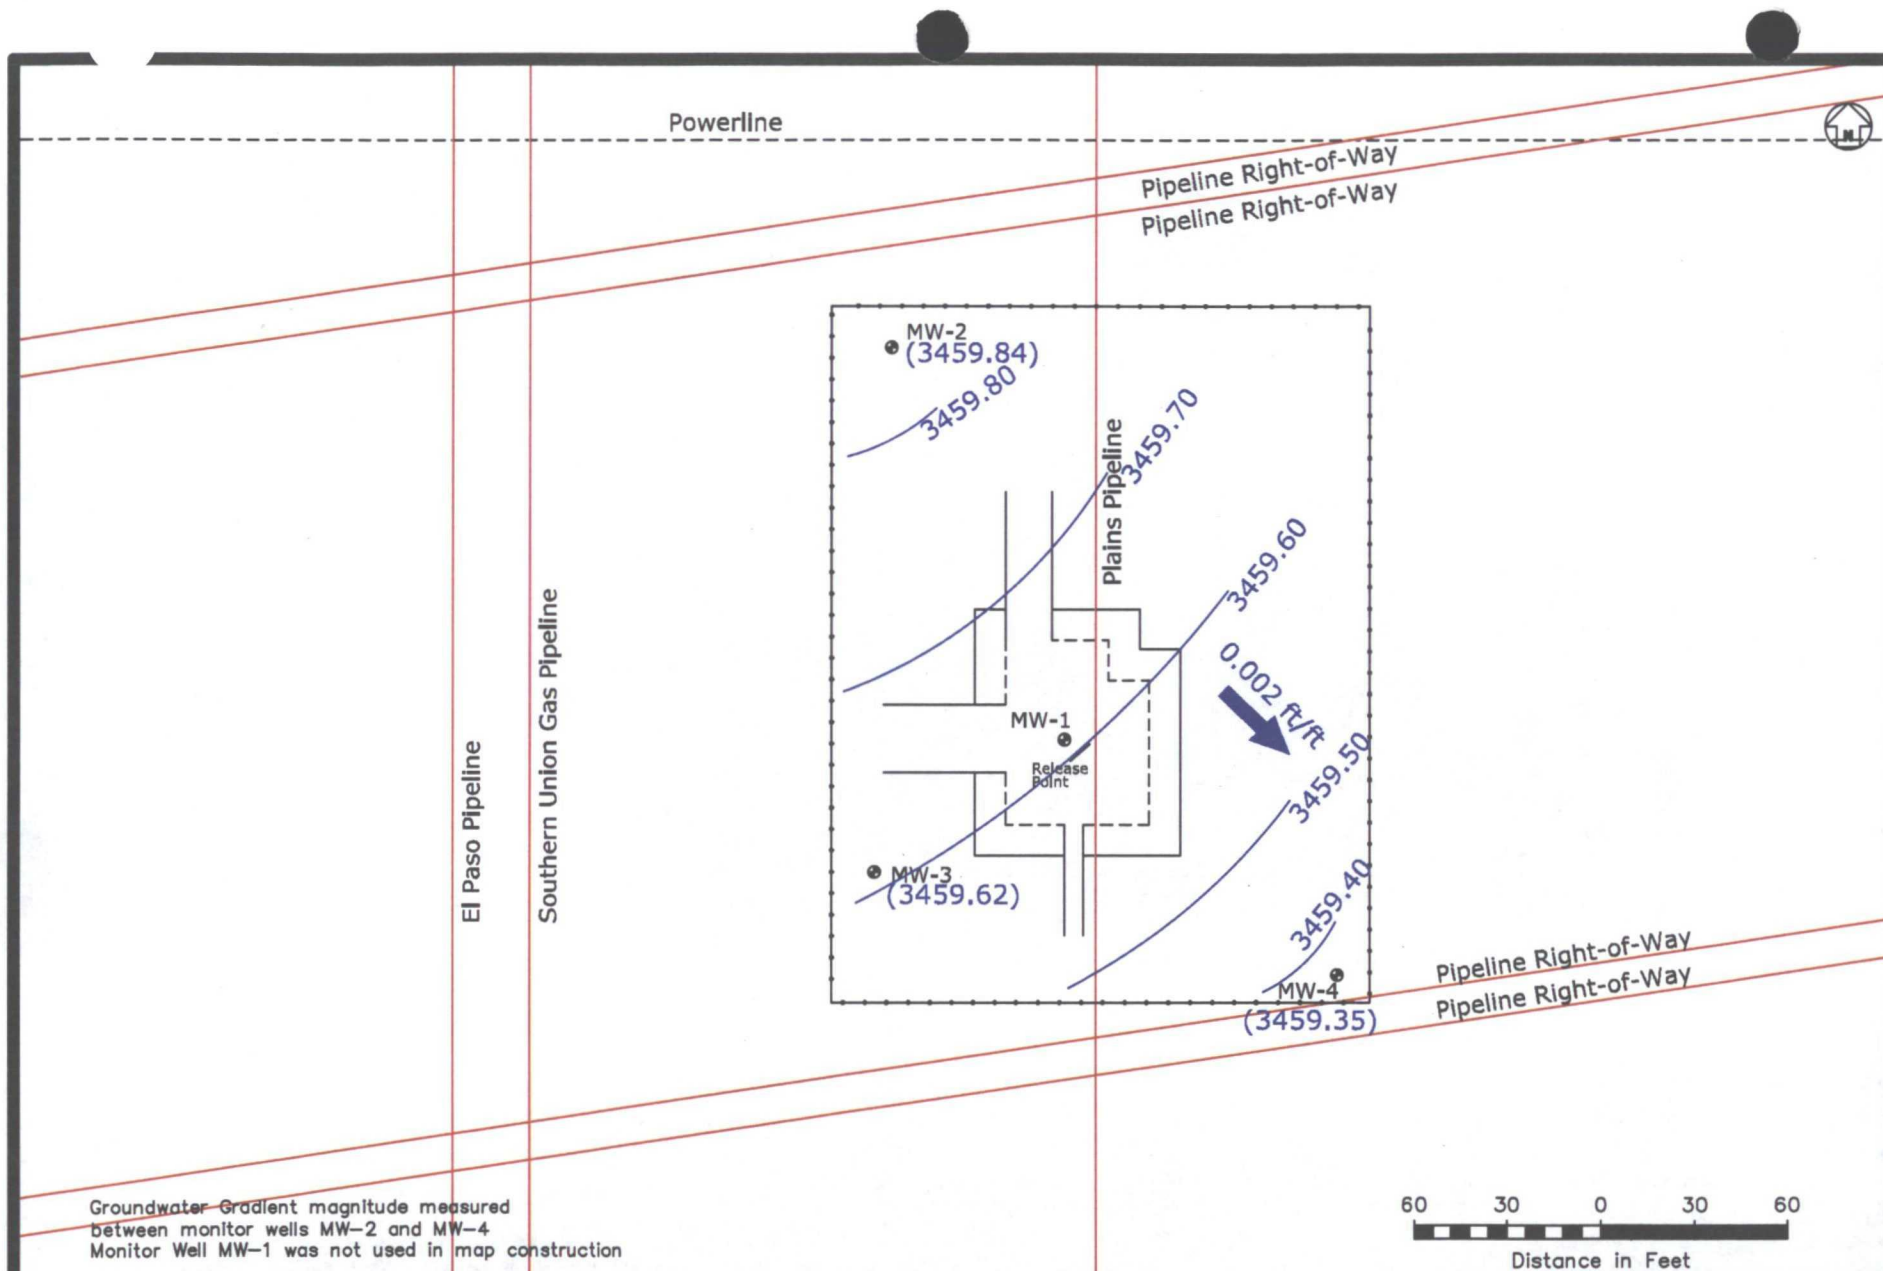 Powerline
N
Pipeline Right-of-Way
Pipeline Right-of-Way
MW-2
(3459.84)
3459.80
3459.70
Plains Pipeline
3459.60
0.002 ft/ft
MW-1
Release
Point
3459.50
El Paso Pipeline
Southern Union Gas Pipeline
MW-3
(3459.62)
3459.40
MW-4
(3459.35)
Pipeline Right-of-Way
Pipeline Right-of-Way
Groundwater Gradient magnitude measured
between monitor wells MW-2 and MW-4
Monitor Well MW-1 was not used in map construction
60 30 0 30 60
Distance in Feet